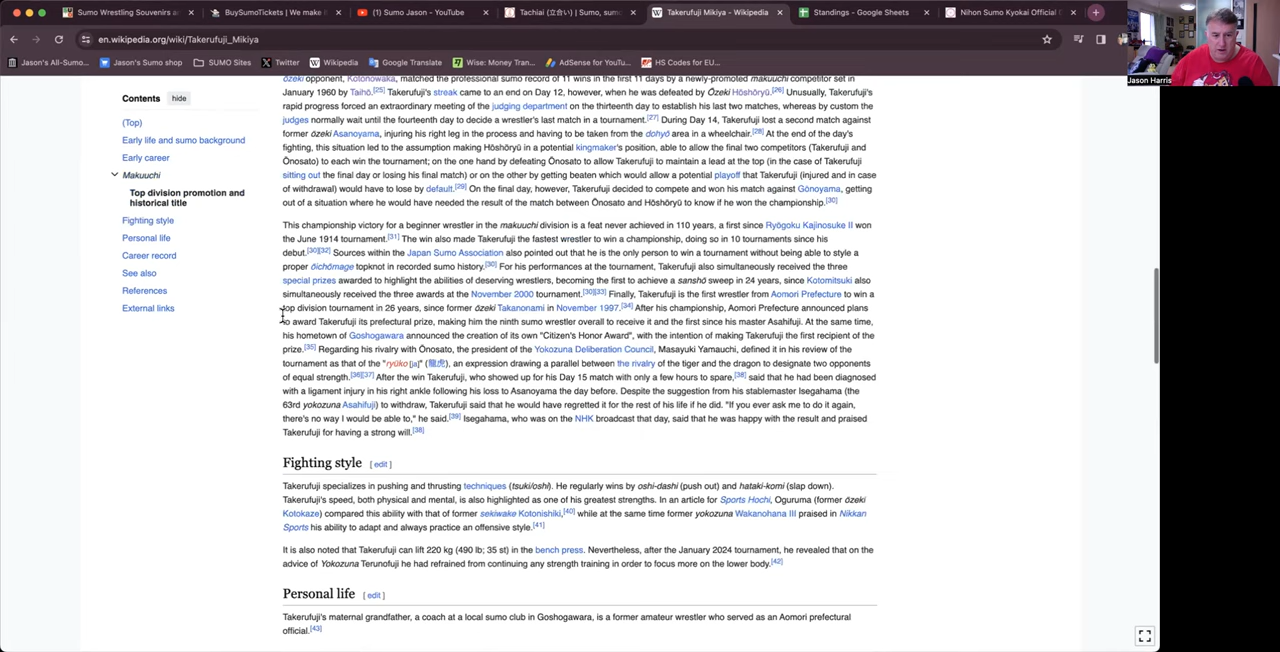 Sumo Wrestling Souvenirs a
BuySumoTickets | We make i
(1) Sumo Jason - YouTube
Tachiai (立合い) | Sumo, sum
Takerufuji Mikiya - Wikipedia
Standings - Google Sheets
Nihon Sumo Kyokai Official
en.wikipedia.org/wiki/Takerufuji_Mikiya
Jason's All-Sumo...
Jason's Sumo shop
SUMO Sites
Twitter
Wikipedia
Google Translate
Wise: Money Tran...
AdSense for YouTu...
HS Codes for EU...
Jason Harris
Contents hide
(Top)
Early life and sumo background
Early career
Makuuchi
Top division promotion and
historical title
Fighting style
Personal life
Career record
See also
References
External links
ōzeki opponent, Kotonowaka, matched the professional sumo record of 11 wins in the first 11 days by a newly-promoted makuuchi competitor set in
January 1960 by Taihō.[25] Takerufuji's streak came to an end on Day 12, however, when he was defeated by Ōzeki Hōshōryū.[26] Unusually, Takerufuji's
rapid progress forced an extraordinary meeting of the judging department on the thirteenth day to establish his last two matches, whereas by custom the
judges normally wait until the fourteenth day to decide a wrestler's last match in a tournament.[27] During Day 14, Takerufuji lost a second match against
former ōzeki Asanoyama, injuring his right leg in the process and having to be taken from the dohyō area in a wheelchair.[28] At the end of the day's
fighting, this situation led to the assumption making Hōshōryū in a potential kingmaker's position, able to allow the final two competitors (Takerufuji and
Ōnosato) to each win the tournament; on the one hand by defeating Ōnosato to allow Takerufuji to maintain a lead at the top (in the case of Takerufuji
sitting out the final day or losing his final match) or on the other by getting beaten which would allow a potential playoff that Takerufuji (injured and in case
of withdrawal) would have to lose by default.[29] On the final day, however, Takerufuji decided to compete and won his match against Gōnoyama, getting
out of a situation where he would have needed the result of the match between Ōnosato and Hōshōryū to know if he won the championship.[30]
This championship victory for a beginner wrestler in the makuuchi division is a feat never achieved in 110 years, a first since Ryōgoku Kajinosuke II won
the June 1914 tournament.[31] The win also made Takerufuji the fastest wrestler to win a championship, doing so in 10 tournaments since his
debut.[30][32] Sources within the Japan Sumo Association also pointed out that he is the only person to win a tournament without being able to style a
proper ōichōmage topknot in recorded sumo history.[30] For his performances at the tournament, Takerufuji also simultaneously received the three
special prizes awarded to highlight the abilities of deserving wrestlers, becoming the first to achieve a sanshō sweep in 24 years, since Kotomitsuki also
simultaneously received the three awards at the November 2000 tournament.[30][33] Finally, Takerufuji is the first wrestler from Aomori Prefecture to win a
top division tournament in 26 years, since former ōzeki Takanonami in November 1997.[34] After his championship, Aomori Prefecture announced plans
to award Takerufuji its prefectural prize, making him the ninth sumo wrestler overall to receive it and the first since his master Asahifuji. At the same time,
his hometown of Goshogawara announced the creation of its own "Citizen's Honor Award", with the intention of making Takerufuji the first recipient of the
prize.[35] Regarding his rivalry with Ōnosato, the president of the Yokozuna Deliberation Council, Masayuki Yamauchi, defined it in his review of the
tournament as that of the "ryūko [ja]" (龍虎), an expression drawing a parallel between the rivalry of the tiger and the dragon to designate two opponents
of equal strength.[36][37] After the win Takerufuji, who showed up for his Day 15 match with only a few hours to spare,[38] said that he had been diagnosed
with a ligament injury in his right ankle following his loss to Asanoyama the day before. Despite the suggestion from his stablemaster Isegahama (the
63rd yokozuna Asahifuji) to withdraw, Takerufuji said that he would have regretted it for the rest of his life if he did. "If you ever ask me to do it again,
there's no way I would be able to," he said.[39] Isegahama, who was on the NHK broadcast that day, said that he was happy with the result and praised
Takerufuji for having a strong will.[38]
Fighting style [edit]
Takerufuji specializes in pushing and thrusting techniques (tsuki/oshi). He regularly wins by oshi-dashi (push out) and hataki-komi (slap down).
Takerufuji's speed, both physical and mental, is also highlighted as one of his greatest strengths. In an article for Sports Hochi, Oguruma (former ōzeki
Kotokaze) compared this ability with that of former sekiwake Kotonishiki,[40] while at the same time former yokozuna Wakanohana III praised in Nikkan
Sports his ability to adapt and always practice an offensive style.[41]
It is also noted that Takerufuji can lift 220 kg (490 lb; 35 st) in the bench press. Nevertheless, after the January 2024 tournament, he revealed that on the
advice of Yokozuna Terunofuji he had refrained from continuing any strength training in order to focus more on the lower body.[42]
Personal life [edit]
Takerufuji's maternal grandfather, a coach at a local sumo club in Goshogawara, is a former amateur wrestler who served as an Aomori prefectural
official.[43]